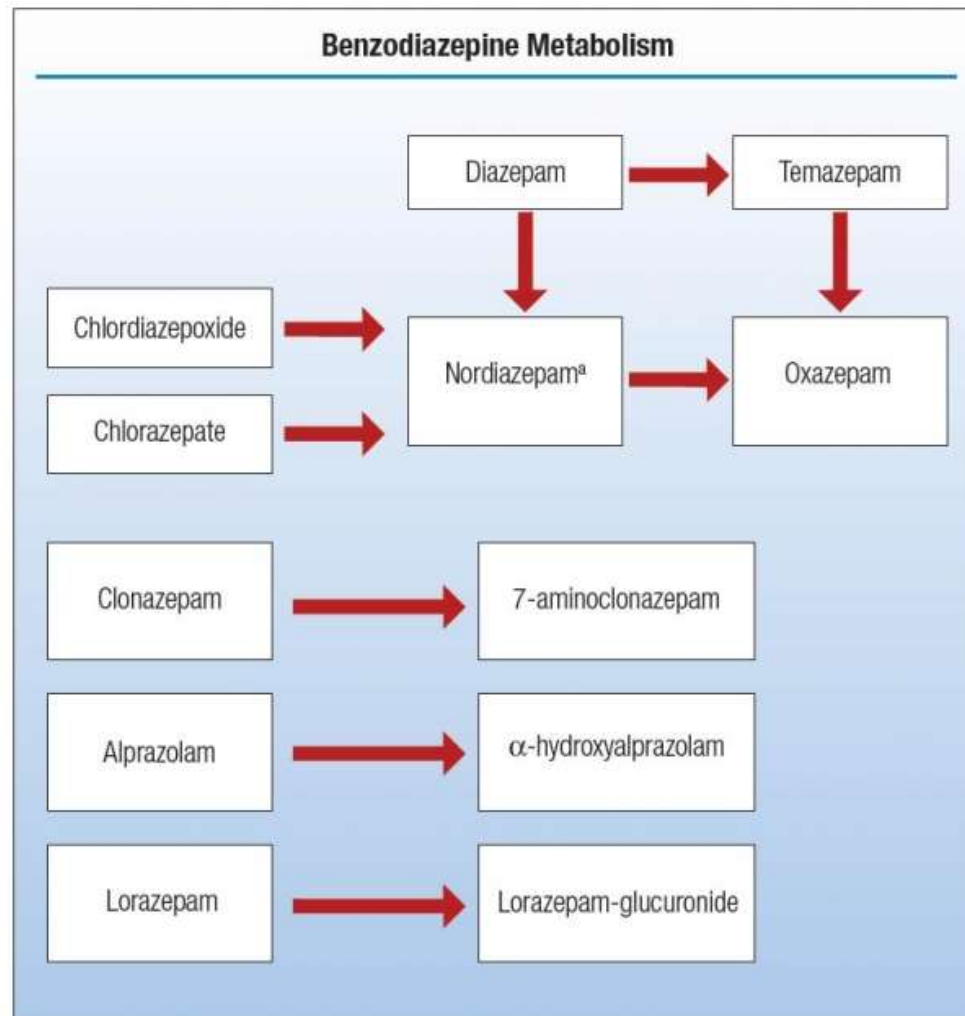 Benzodiazepine Metabolism
Diazepam
Temazepam
Chlordiazepoxide
Nordiazepamª
Oxazepam
Chlorazepate
Clonazepam
7-aminoclonazepam
Alprazolam
α-hydroxyalprazolam
Lorazepam
Lorazepam-glucuronide